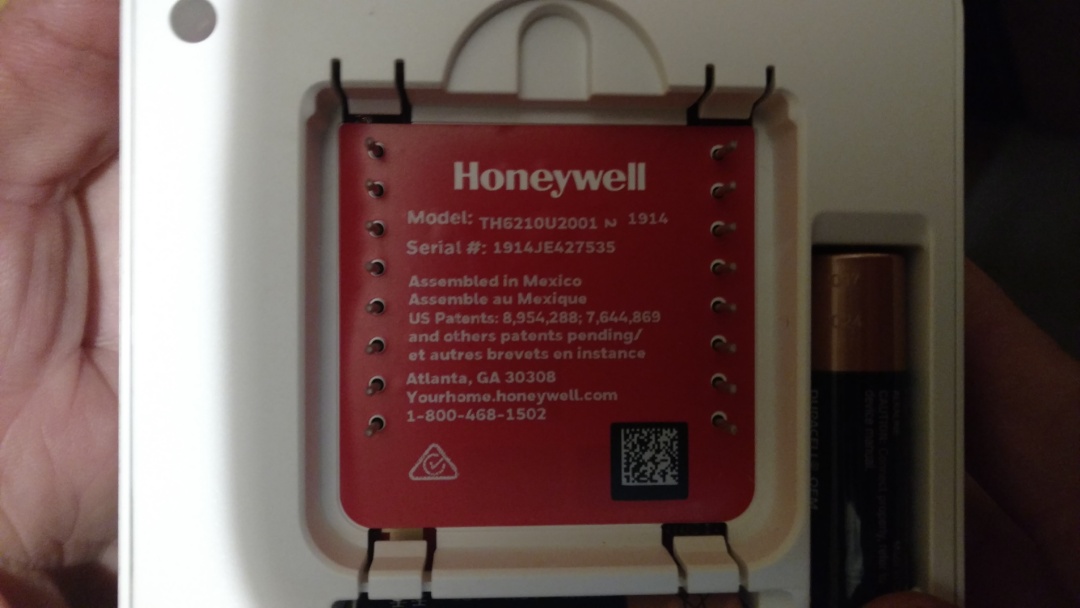 Honeywell
Model: TH6210U2001 N 1914
Serial #: 1914JE427535
Assembled in Mexico
Assemble au Mexique
US Patents: 8,954,288; 7,644,869
and others patents pending/
et autres brevets en instance
Atlanta, GA 30308
Yourhome.honeywell.com
1-800-468-1502